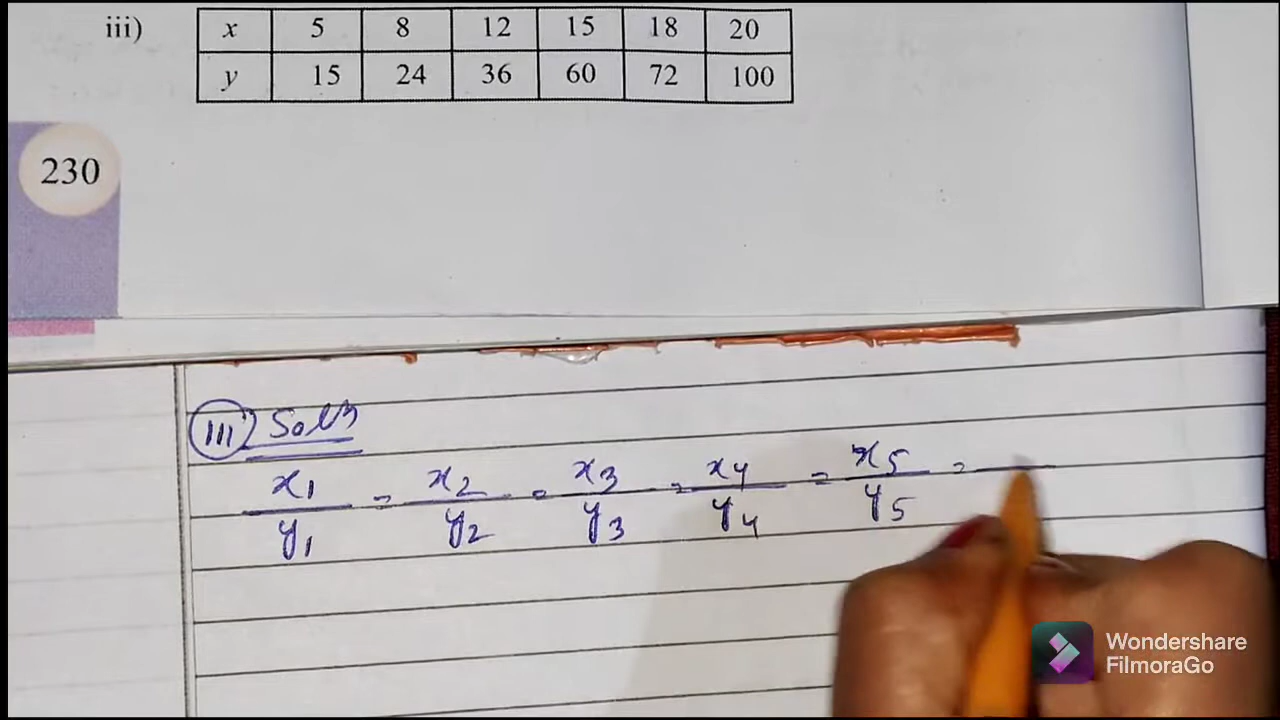 iii) x 5 8 12 15 18 20
y 15 24 36 60 72 100
230
III) Soln
x1/y1 = x2/y2 = x3/y3 = x4/y4 = x5/y5 =
Wondershare
FilmoraGo